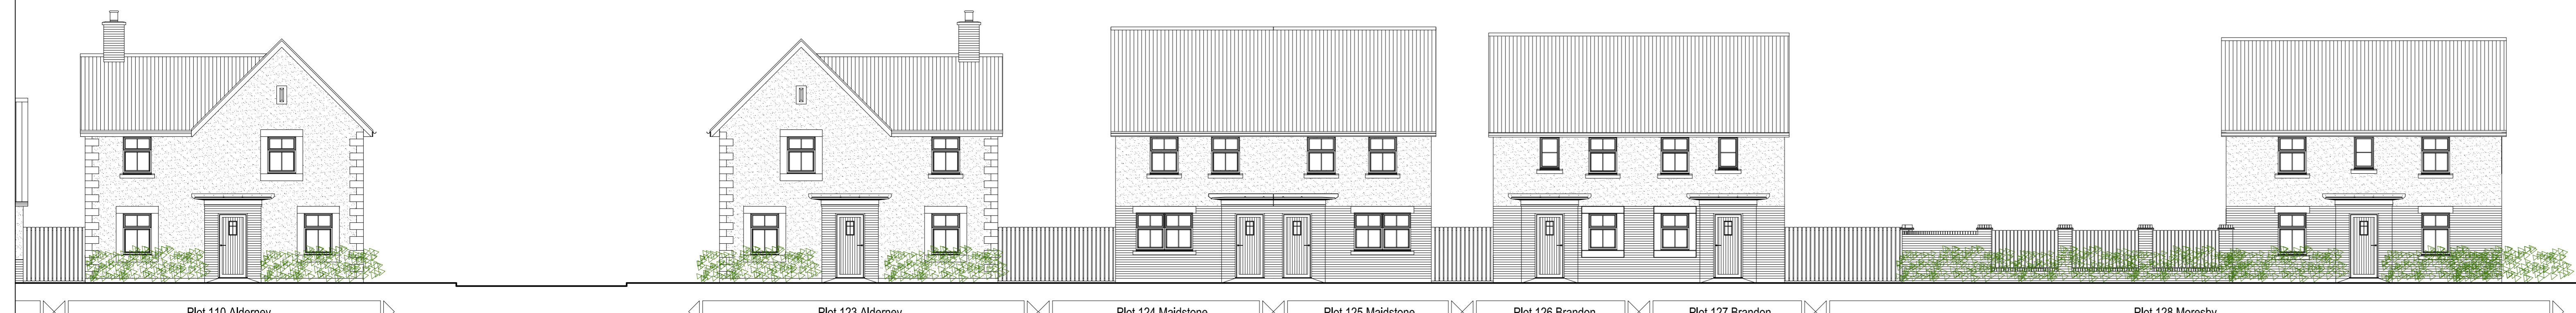 Plot 110 Alderney
Plot 123 Alderney
Plot 124 Maidstone
Plot 125 Maidstone
Plot 126 Brandon
Plot 127 Brandon
Plot 128 Moresby